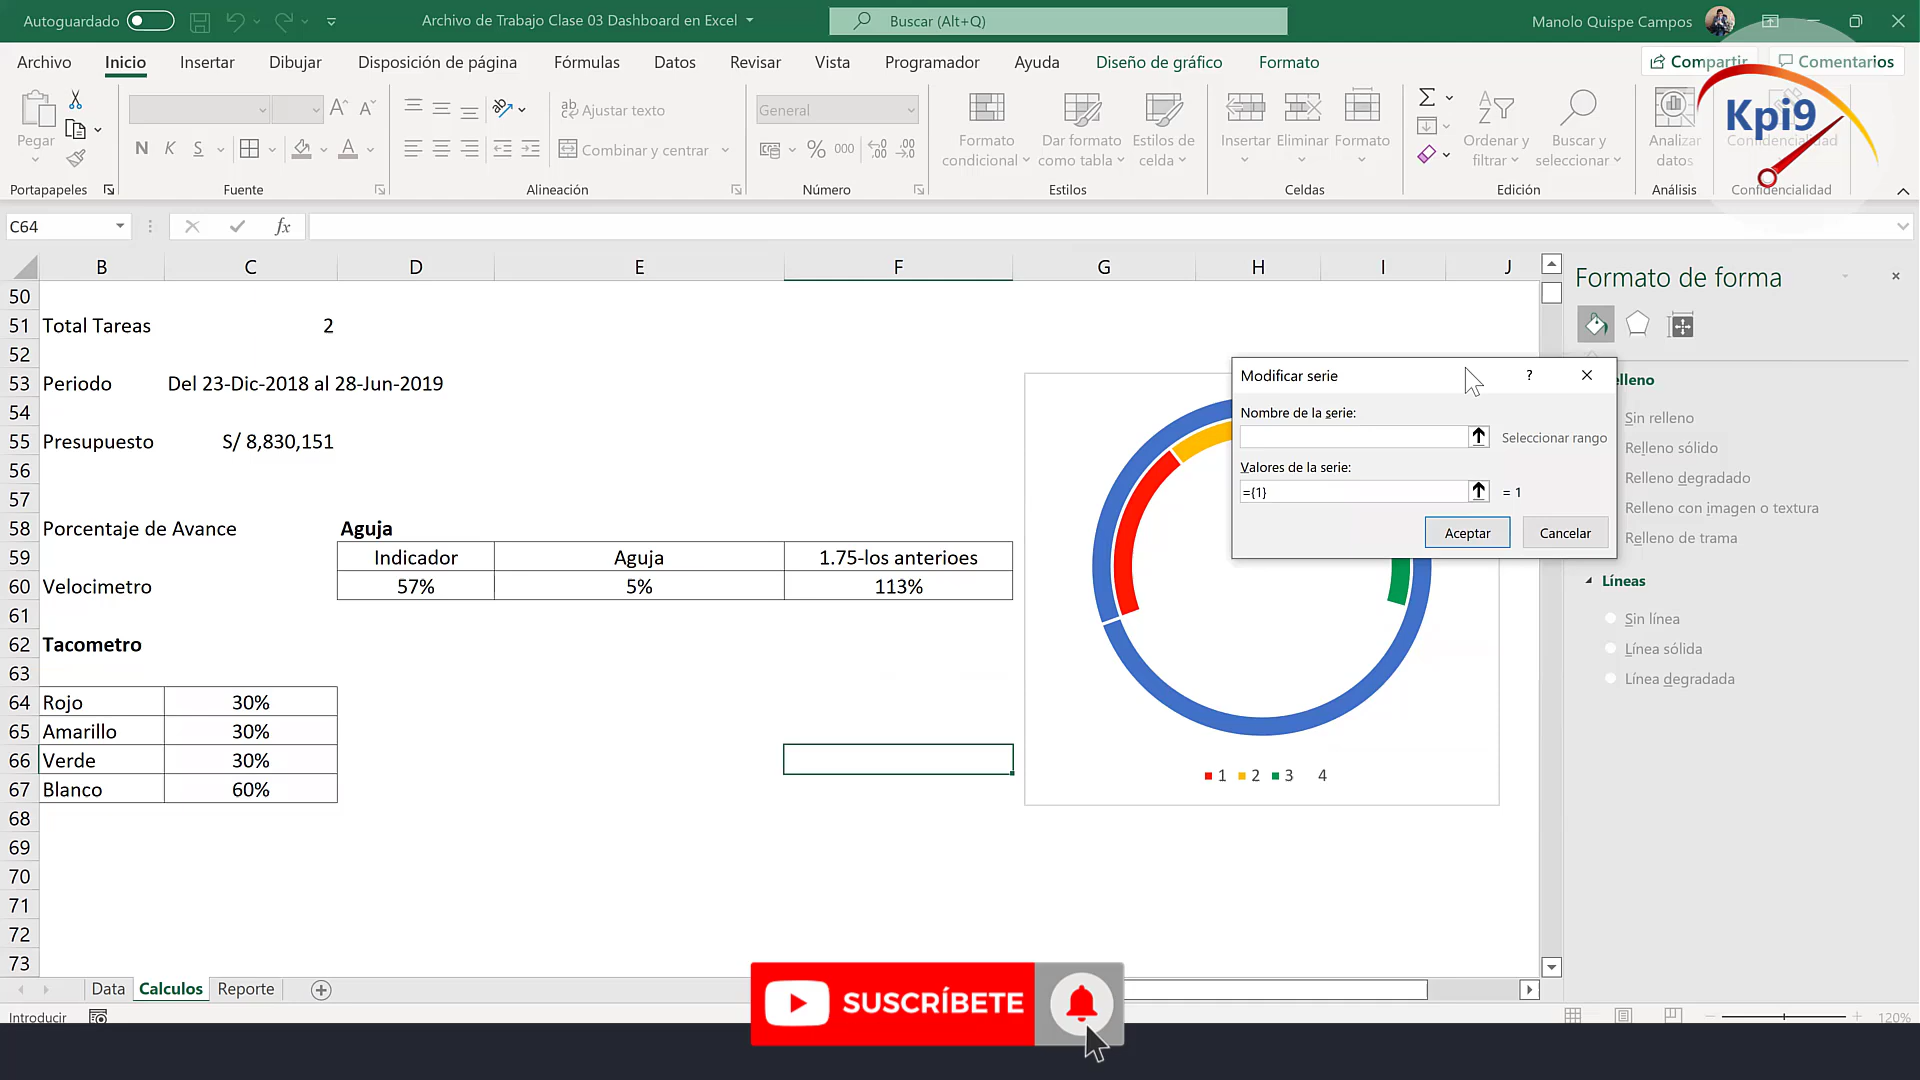 Autoguardado
Archivo de Trabajo Clase 03 Dashboard en Excel
Buscar (Alt+Q)
Manolo Quispe Campos
Archivo Inicio Insertar Dibujar Disposición de página Fórmulas Datos Revisar Vista Programador Ayuda Diseño de gráfico Formato
Compartir Comentarios
Kpi9
Pegar
Portapapeles
N K S A
Fuente
ab Ajustar texto
Combinar y centrar
Alineación
General
% 000
Número
Formato condicional
Dar formato como tabla
Estilos de celda
Estilos
Insertar Eliminar Formato
Celdas
Ordenar y filtrar
Buscar y seleccionar
Edición
Analizar datos
Análisis
Confidencialidad
Confidencialidad
C64
fx
B C D E F G H I J
50
51 Total Tareas 2
52
53 Periodo Del 23-Dic-2018 al 28-Jun-2019
54
55 Presupuesto S/ 8,830,151
56
57
58 Porcentaje de Avance Aguja
59 Indicador Aguja 1.75-los anterioes
60 Velocimetro 57% 5% 113%
61
62 Tacometro
63
64 Rojo 30%
65 Amarillo 30%
66 Verde 30%
67 Blanco 60%
68
69
70
71
72
73
1 2 3 4
Modificar serie ?
Nombre de la serie:
Seleccionar rango
Valores de la serie:
={1} = 1
Aceptar Cancelar
Formato de forma
elleno
Sin relleno
Relleno sólido
Relleno degradado
Relleno con imagen o textura
Relleno de trama
Líneas
Sin línea
Línea sólida
Línea degradada
Data Calculos Reporte
Introducir
SUSCRÍBETE
120%